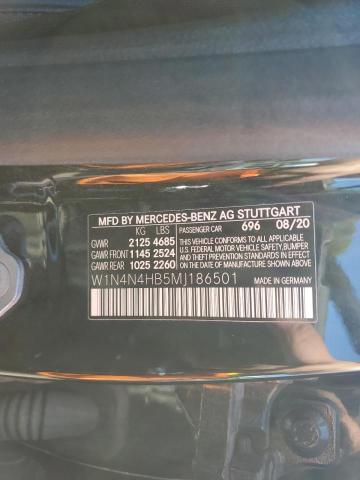 MFD BY MERCEDES-BENZ AG STUTTGART
KG LBS PASSENGER CAR 696 08/20
GVWR 2125 4685 THIS VEHICLE CONFORMS TO ALL
GAWR FRONT 1145 2524 APPLICABLE U.S. FEDERAL
GAWR REAR 1025 2260 MOTOR VEHICLE SAFETY, BUMPER
AND THEFT PREVENTION
STANDARDS IN EFFECT ON THE DATE
OF MANUFACTURE SHOWN ABOVE.
W1N4N4HB5MJ186501 MADE IN GERMANY